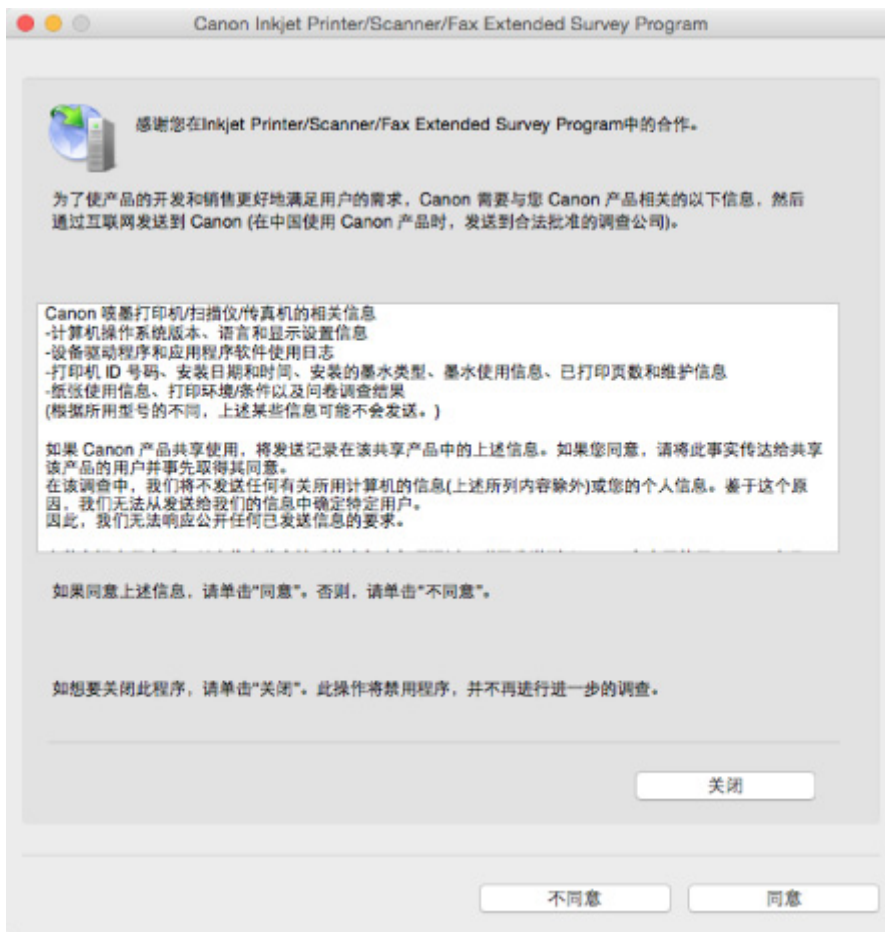 Canon Inkjet Printer/Scanner/Fax Extended Survey Program
感谢您在Inkjet Printer/Scanner/Fax Extended Survey Program中的合作。
为了使产品的开发和销售更好地满足用户的需求，Canon 需要与您 Canon 产品相关的以下信息，然后
通过互联网发送到 Canon (在中国使用 Canon 产品时，发送到合法批准的调查公司)。
Canon 喷墨打印机/扫描仪/传真机的相关信息
-计算机操作系统版本、语言和显示设置信息
-设备驱动程序和应用程序软件使用日志
-打印机 ID 号码、安装日期和时间、安装的墨水类型、墨水使用信息、已打印页数和维护信息
-纸张使用信息、打印环境/条件以及问卷调查结果
(根据所用型号的不同，上述某些信息可能不会发送。)
如果 Canon 产品共享使用，将发送记录在该共享产品中的上述信息。如果您同意，请将此事实传达给共享
该产品的用户并事先取得其同意。
在该调查中，我们将不发送任何有关所用计算机的信息(上述所列内容除外)或您的个人信息。鉴于这个原
因，我们无法从发送给我们的信息中确定特定用户。
因此，我们无法响应公开任何已发送信息的要求。
如果同意上述信息，请单击"同意"。否则，请单击"不同意"。
如想要关闭此程序，请单击"关闭"。此操作将禁用程序，并不再进行进一步的调查。
关闭
不同意
同意